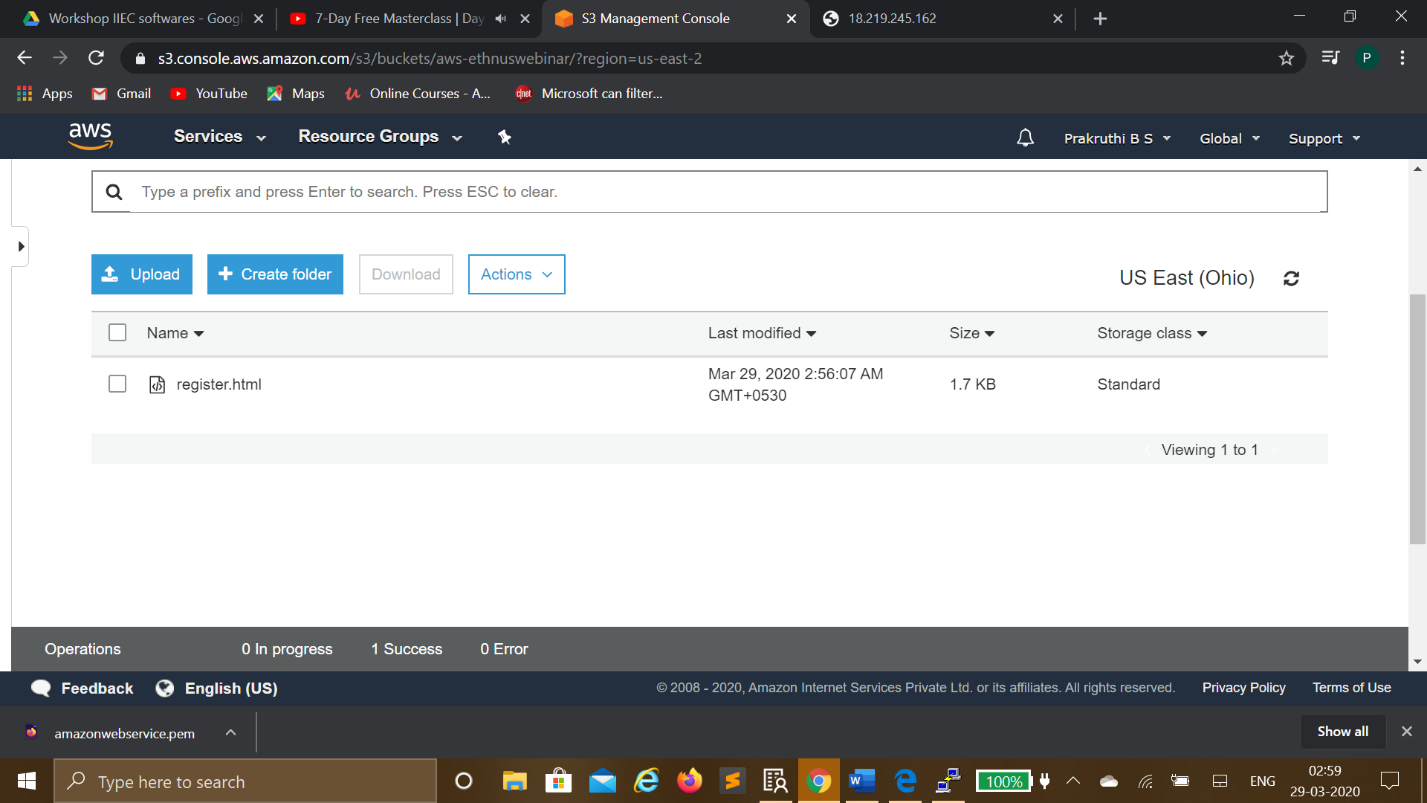 Workshop IIEC softwares - Googl
7-Day Free Masterclass | Day
S3 Management Console
18.219.245.162
s3.console.aws.amazon.com/s3/buckets/aws-ethnuswebinar/?region=us-east-2
P
Apps
Gmail
YouTube
Maps
Online Courses - A...
cnet
Microsoft can filter...
aws
Services
Resource Groups
Prakruthi B S
Global
Support
Type a prefix and press Enter to search. Press ESC to clear.
Upload
Create folder
Download
Actions
US East (Ohio)
Name
Last modified
Size
Storage class
register.html
Mar 29, 2020 2:56:07 AM
GMT+0530
1.7 KB
Standard
Viewing 1 to 1
Operations
0 In progress
1 Success
0 Error
Feedback
English (US)
© 2008 - 2020, Amazon Internet Services Private Ltd. or its affiliates. All rights reserved.
Privacy Policy
Terms of Use
amazonwebservice.pem
Show all
Type here to search
100%
ENG
02:59
29-03-2020